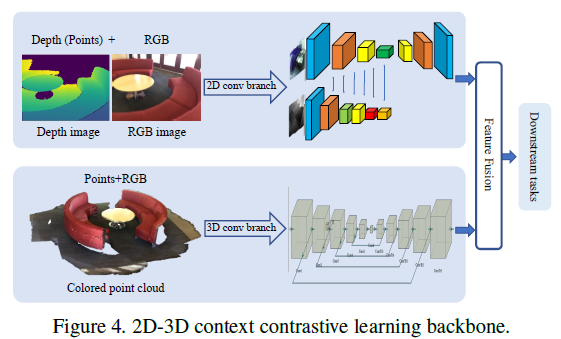 Depth (Points) + RGB
Depth image
RGB image
2D conv branch
Points+RGB
Colored point cloud
3D conv branch
Feature Fusion
Downstream tasks
Figure 4. 2D-3D context contrastive learning backbone.